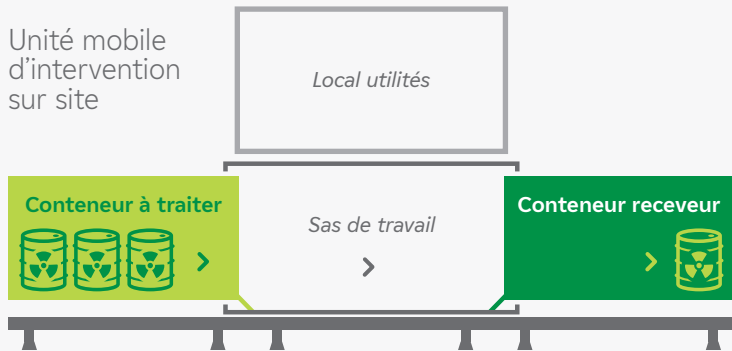 Unité mobile
d’intervention
sur site
Local utilités
Conteneur à traiter
Sas de travail
Conteneur receveur